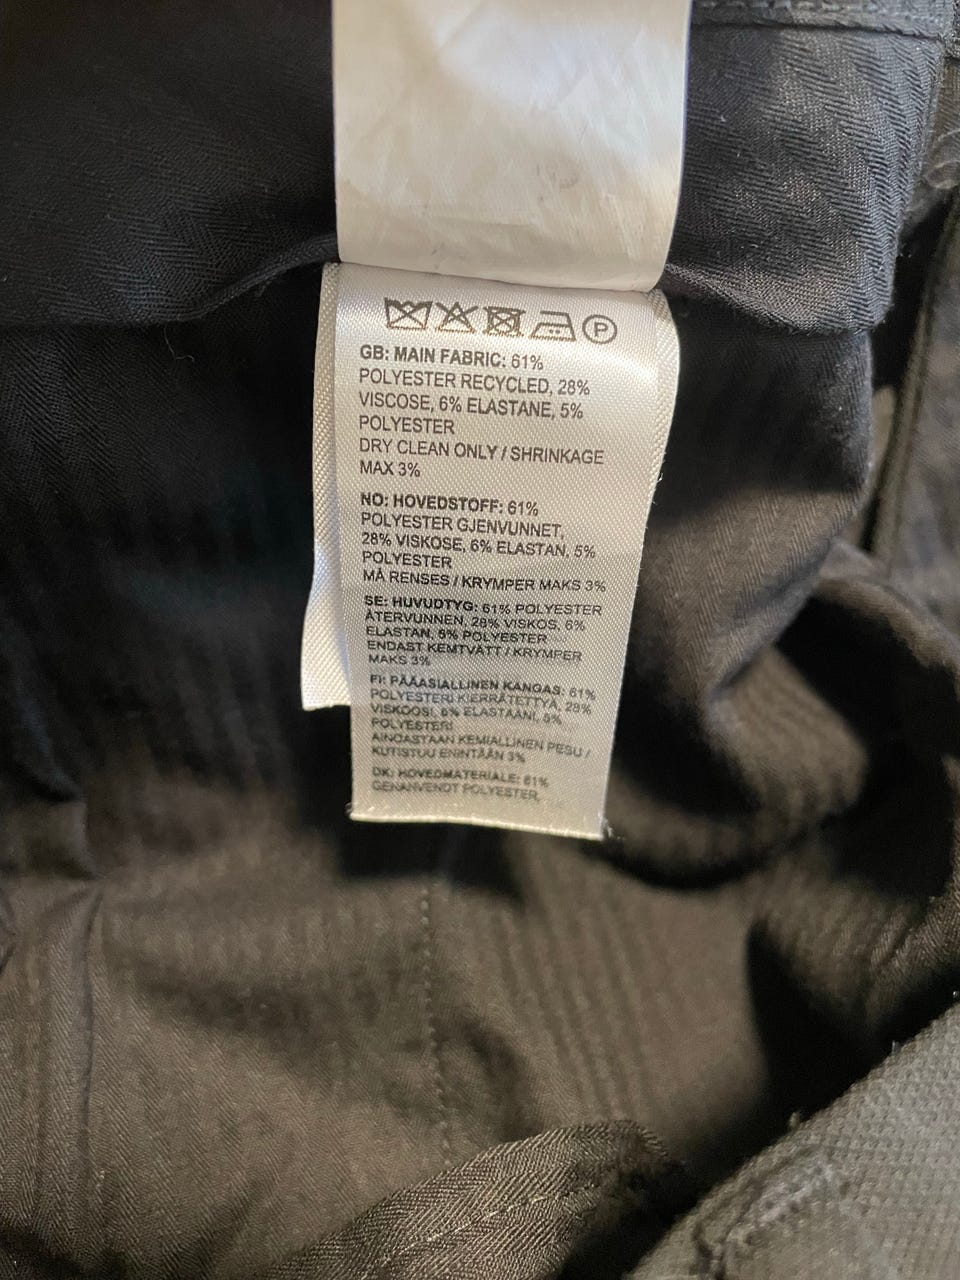 P
GB: MAIN FABRIC: 61%
POLYESTER RECYCLED, 28%
VISCOSE, 6% ELASTANE, 5%
POLYESTER
DRY CLEAN ONLY / SHRINKAGE
MAX 3%
NO: HOVEDSTOFF: 61%
POLYESTER GJENVUNNET,
28% VISKOSE, 6% ELASTAN, 5%
POLYESTER
MÅ RENSES / KRYMPER MAKS 3%
SE: HUVUDTYG: 61% POLYESTER
ÅTERVUNNEN, 28% VISKOS, 6%
ELASTAN, 5% POLYESTER
ENDAST KEMTVÄTT / KRYMPER
MAKS 3%
FI: PÄÄASIALLINEN KANGAS: 61%
POLYESTERI KIERRÄTETTYÄ, 28%
VISKOOSI, 6% ELASTAANI, 5%
POLYESTERI
AINOASTAAN KEMIALLINEN PESU /
KUTISTUU ENINTÄÄN 3%
DK: HOVEDMATERIALE: 61%
GENANVENDT POLYESTER,